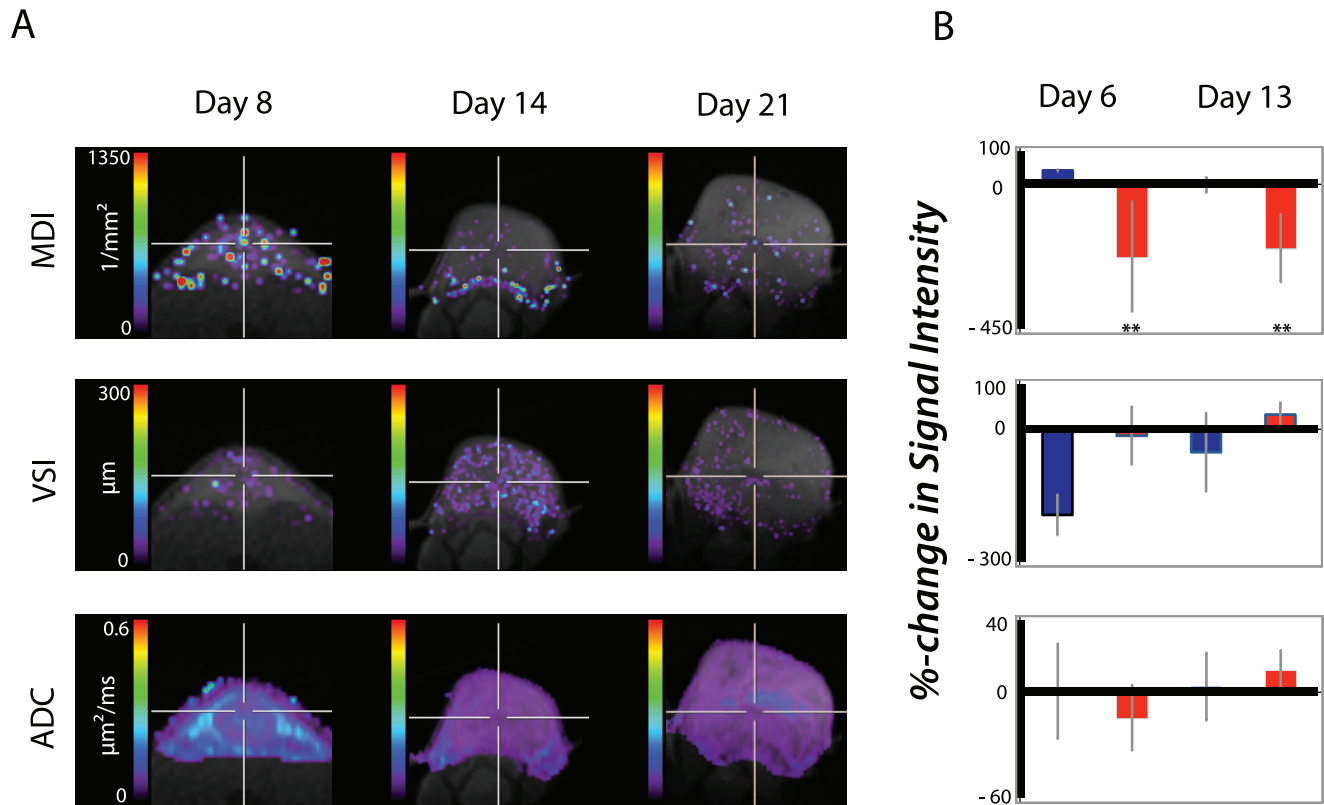 A
B
Day 8
Day 14
Day 21
Day 6
Day 13
MDI
1350
1/mm²
0
VSI
300
µm
0
ADC
0.6
µm²/ms
0
%-change in Signal Intensity
100
0
- 450
**
**
100
0
- 300
40
0
- 60